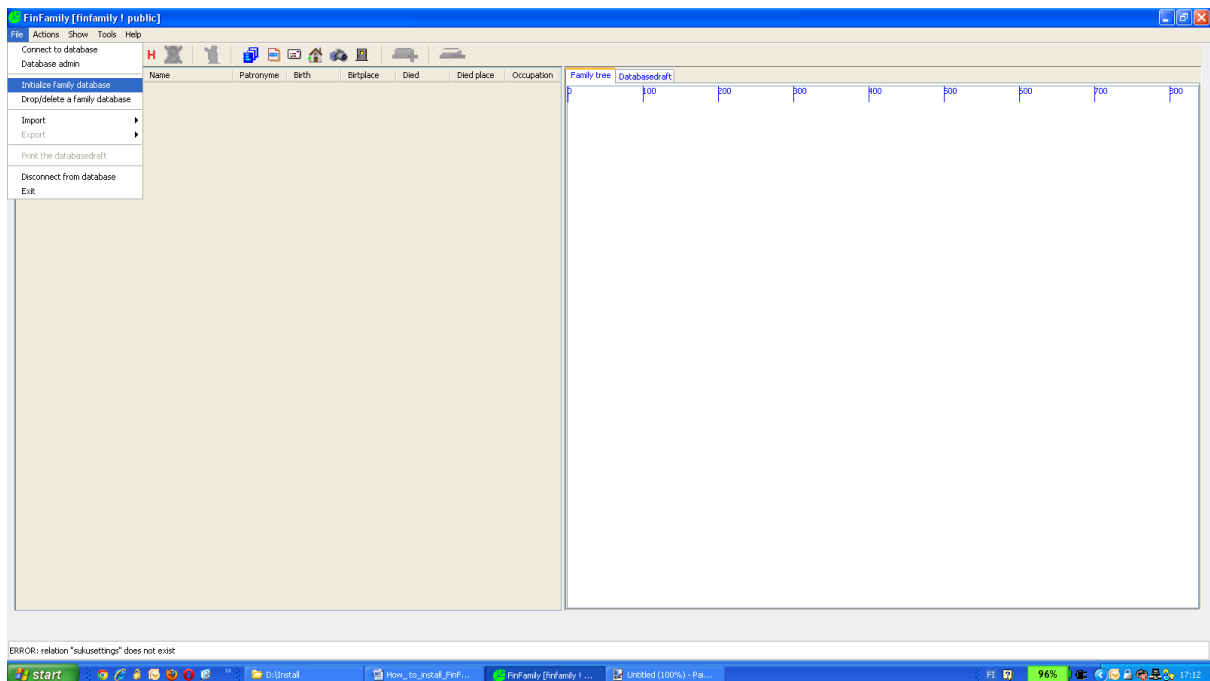 FinFamily [finfamily ! public]
File Actions Show Tools Help
Connect to database
Database admin
Initialize family database
Drop/delete a family database
Import
Export
Print the databasedraft
Disconnect from database
Exit
H
Name Patronyme Birth Birtplace Died Died place Occupation
Family tree Databasedraft
0 100 200 300 400 500 600 700 800
ERROR: relation "sukusettings" does not exist
start D:\Install How_to_install_FinF... FinFamily [finfamily ! ... Untitled (100%) - Pai... FI 96% 17:12